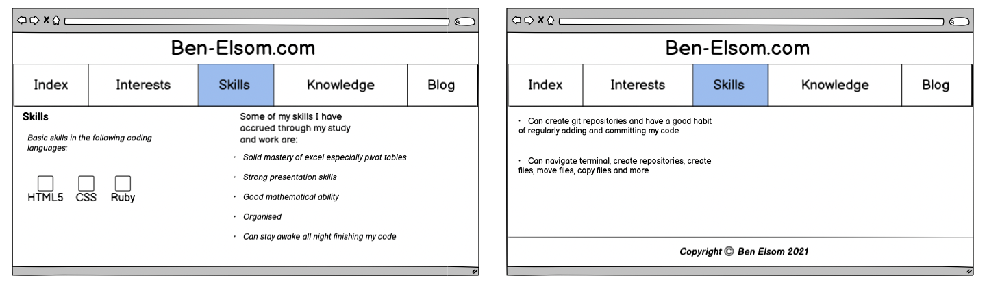 Ben-Elsom.com
Index Interests Skills Knowledge Blog
Skills
Basic skills in the following coding
languages:
HTML5 CSS Ruby
Some of my skills I have
accrued through my study
and work are:
· Solid mastery of excel especially pivot tables
· Strong presentation skills
· Good mathematical ability
· Organised
· Can stay awake all night finishing my code
Ben-Elsom.com
Index Interests Skills Knowledge Blog
· Can create git repositories and have a good habit
of regularly adding and committing my code
· Can navigate terminal, create repositories, create
files, move files, copy files and more
Copyright © Ben Elsom 2021